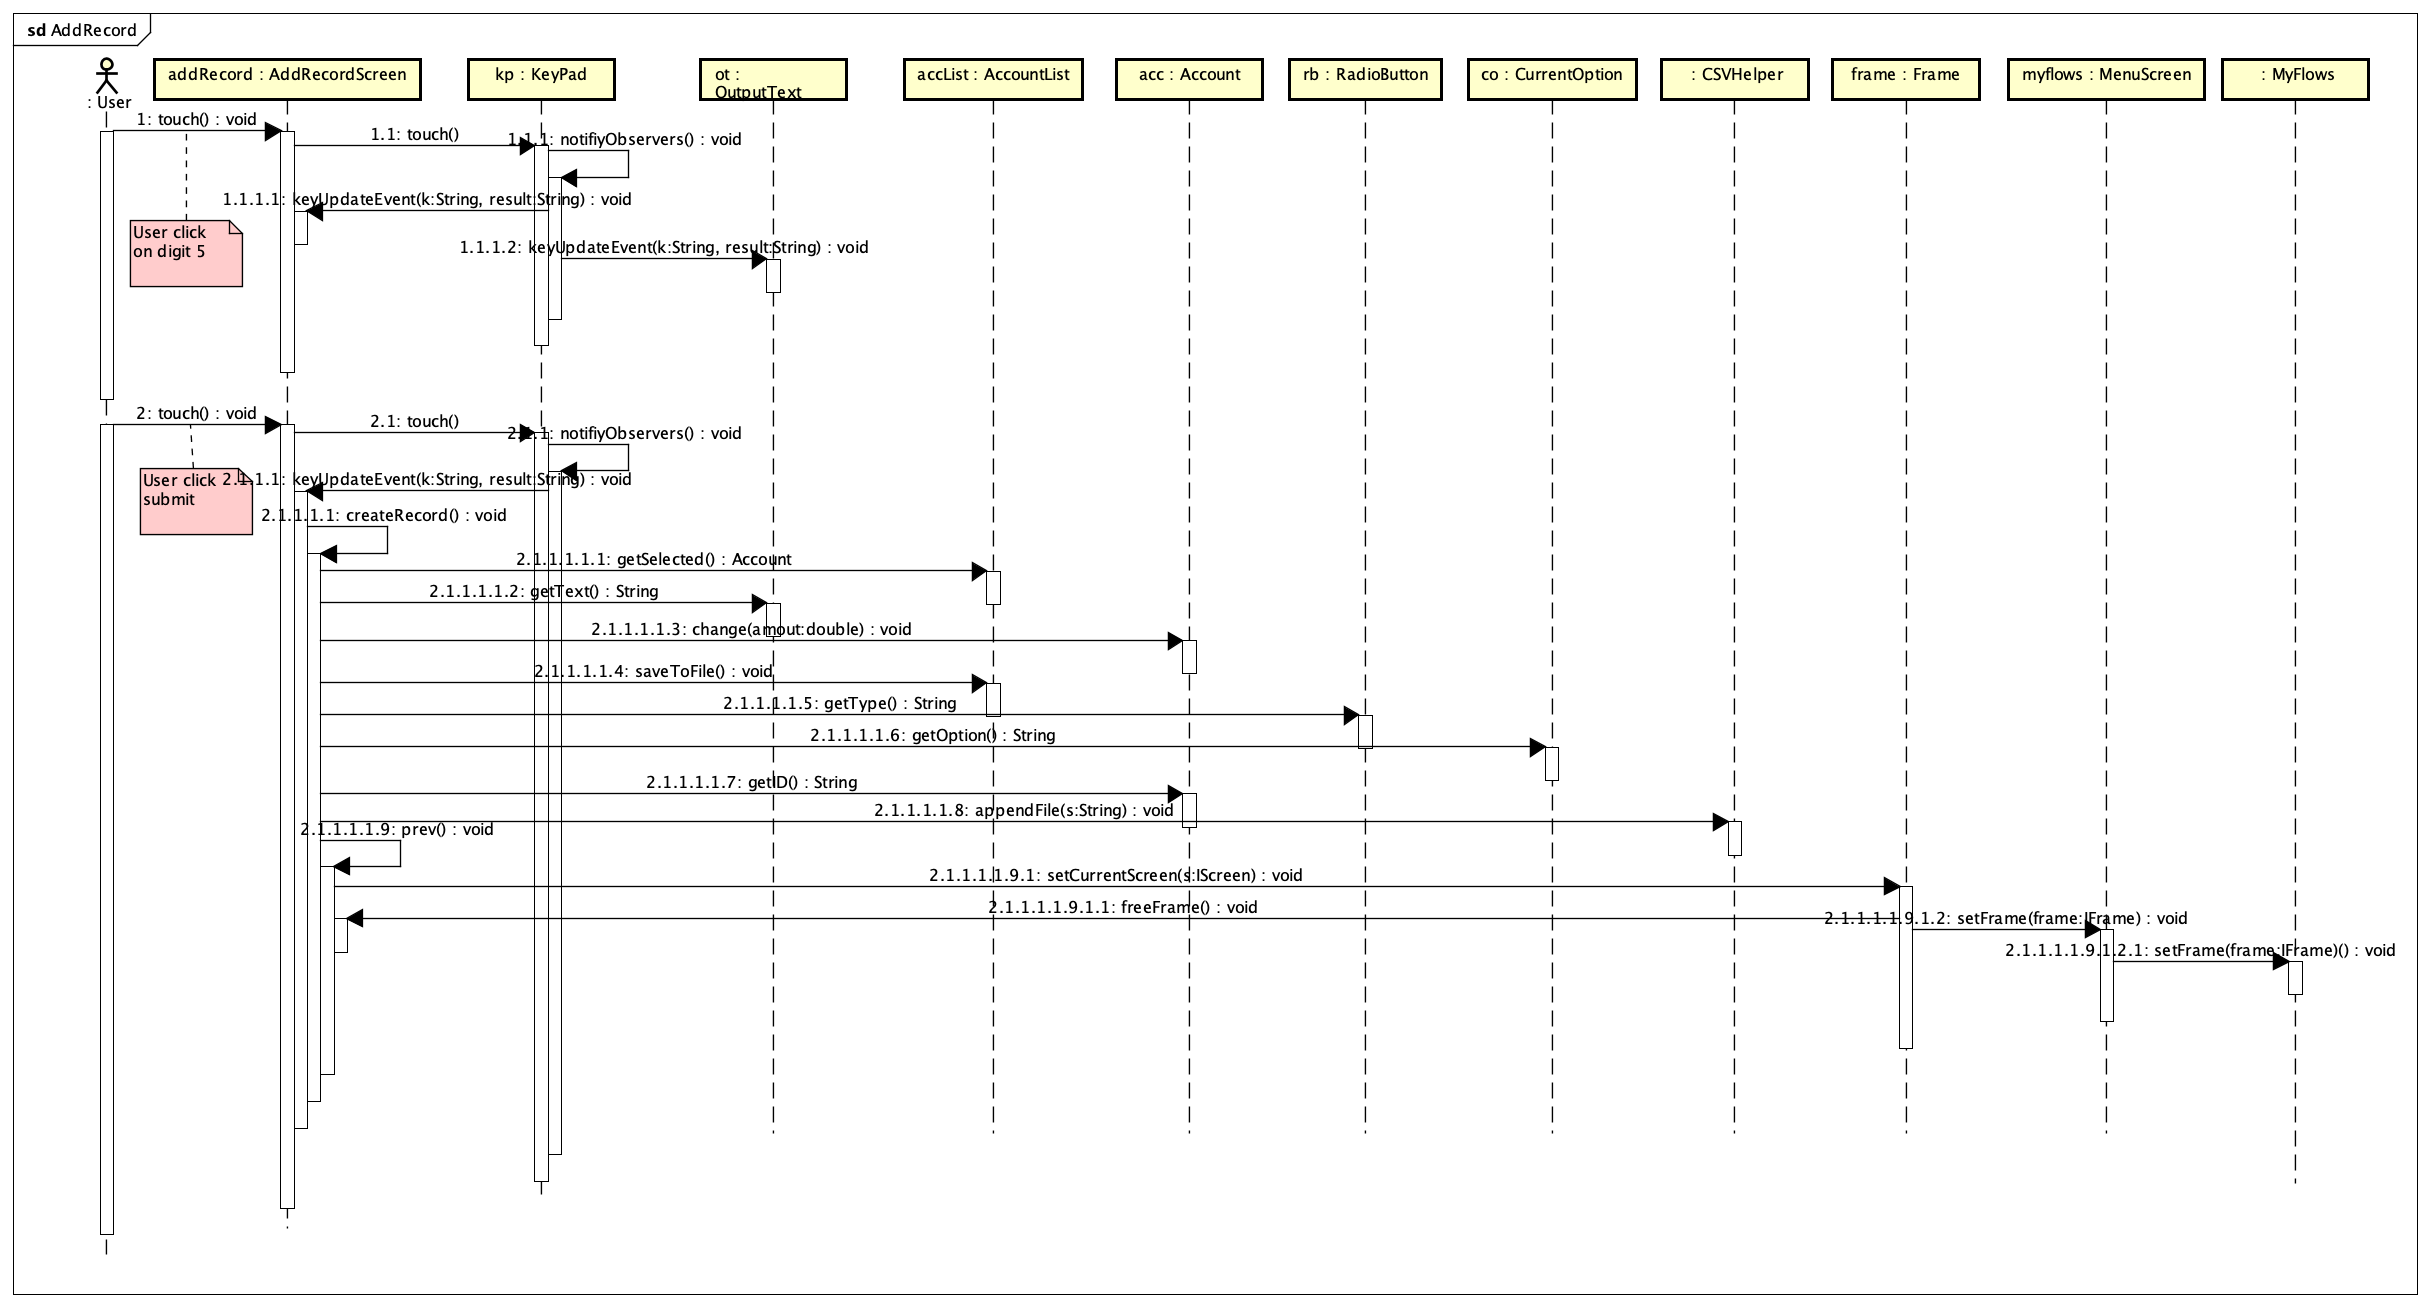 sd AddRecord
: User
addRecord : AddRecordScreen
kp : KeyPad
ot :
OutputText
accList : AccountList
acc : Account
rb : RadioButton
co : CurrentOption
: CSVHelper
frame : Frame
myflows : MenuScreen
: MyFlows
1: touch() : void
1.1: touch()
1.1.1: notifiyObservers() : void
1.1.1.1: keyUpdateEvent(k:String, result:String) : void
User click
on digit 5
1.1.1.2: keyUpdateEvent(k:String, result:String) : void
2: touch() : void
2.1: touch()
2.1.1: notifiyObservers() : void
User click
submit
2.1.1.1: keyUpdateEvent(k:String, result:String) : void
2.1.1.1.1: createRecord() : void
2.1.1.1.1.1: getSelected() : Account
2.1.1.1.1.2: getText() : String
2.1.1.1.1.3: change(amout:double) : void
2.1.1.1.1.4: saveToFile() : void
2.1.1.1.1.5: getType() : String
2.1.1.1.1.6: getOption() : String
2.1.1.1.1.7: getID() : String
2.1.1.1.1.8: appendFile(s:String) : void
2.1.1.1.1.9: prev() : void
2.1.1.1.1.9.1: setCurrentScreen(s:IScreen) : void
2.1.1.1.1.9.1.1: freeFrame() : void
2.1.1.1.1.9.1.2: setFrame(frame:IFrame) : void
2.1.1.1.1.9.1.2.1: setFrame(frame:IFrame)() : void